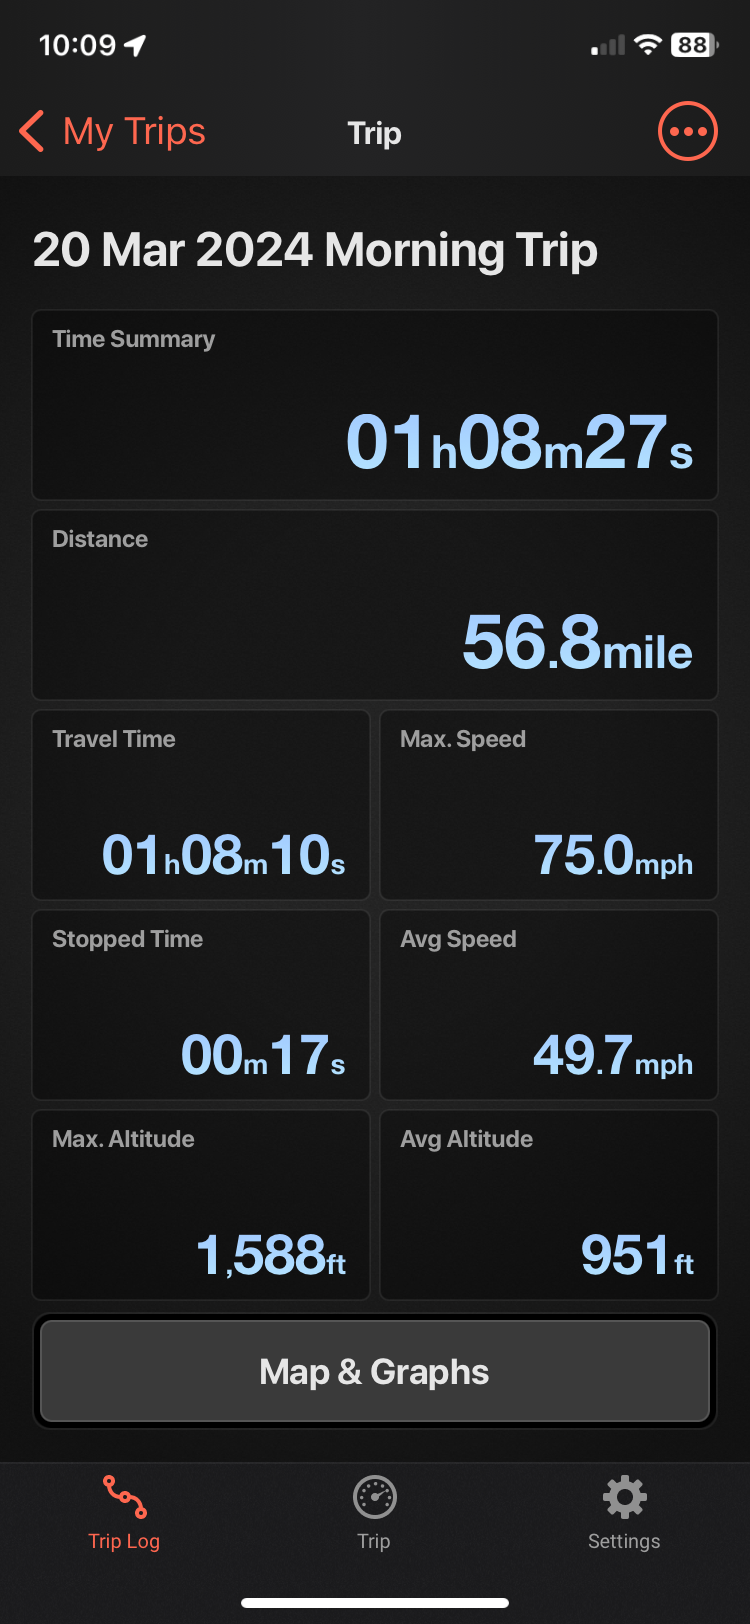 10:09
88
My Trips
Trip
20 Mar 2024 Morning Trip
Time Summary
01h08m27s
Distance
56.8mile
Travel Time
01h08m10s
Max. Speed
75.0mph
Stopped Time
00m17s
Avg Speed
49.7mph
Max. Altitude
1,588ft
Avg Altitude
951ft
Map & Graphs
Trip Log
Trip
Settings